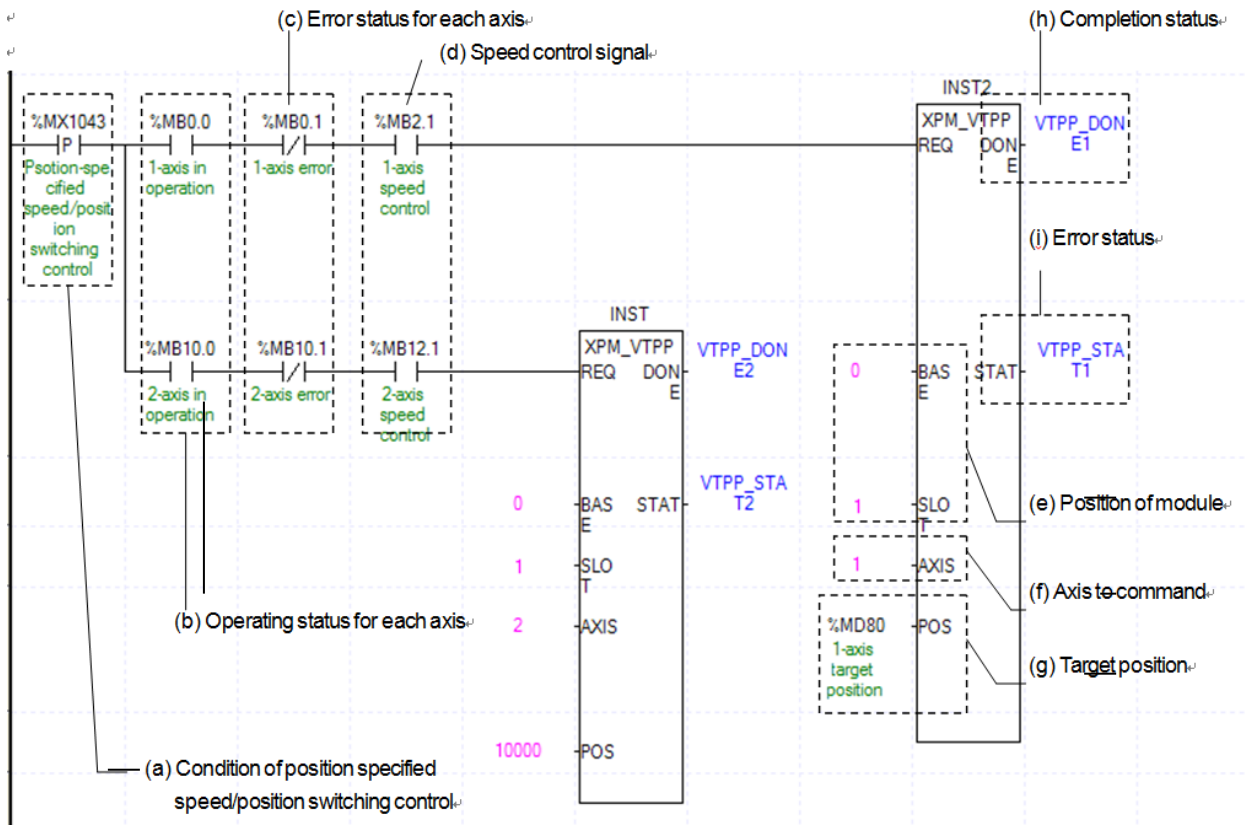 (c) Error status for each axis
(h) Completion status
(d) Speed control signal
INST2
%MX1043
%MB0.0
%MB0.1
%MB2.1
XPM_VTPP
VTPP_DON
E1
P
REQ
DON
E
Psotion-spe
cified
speed/posit
ion
switching
control
1-axis in
operation
1-axis error
1-axis
speed
control
(i) Error status
INST
%MB10.0
%MB10.1
%MB12.1
XPM_VTPP
VTPP_DON
E2
VTPP_STA
T1
REQ
DON
E
0
BAS
E
STAT
2-axis in
operation
2-axis error
2-axis
speed
control
VTPP_STA
T2
0
BAS
E
STAT
1
SLO
T
(e) Position of module
1
SLO
T
1
AXIS
(f) Axis to command
(b) Operating status for each axis
2
AXIS
%MD80
POS
1-axis
target
position
(g) Target position
10000
POS
(a) Condition of position specified
speed/position switching control